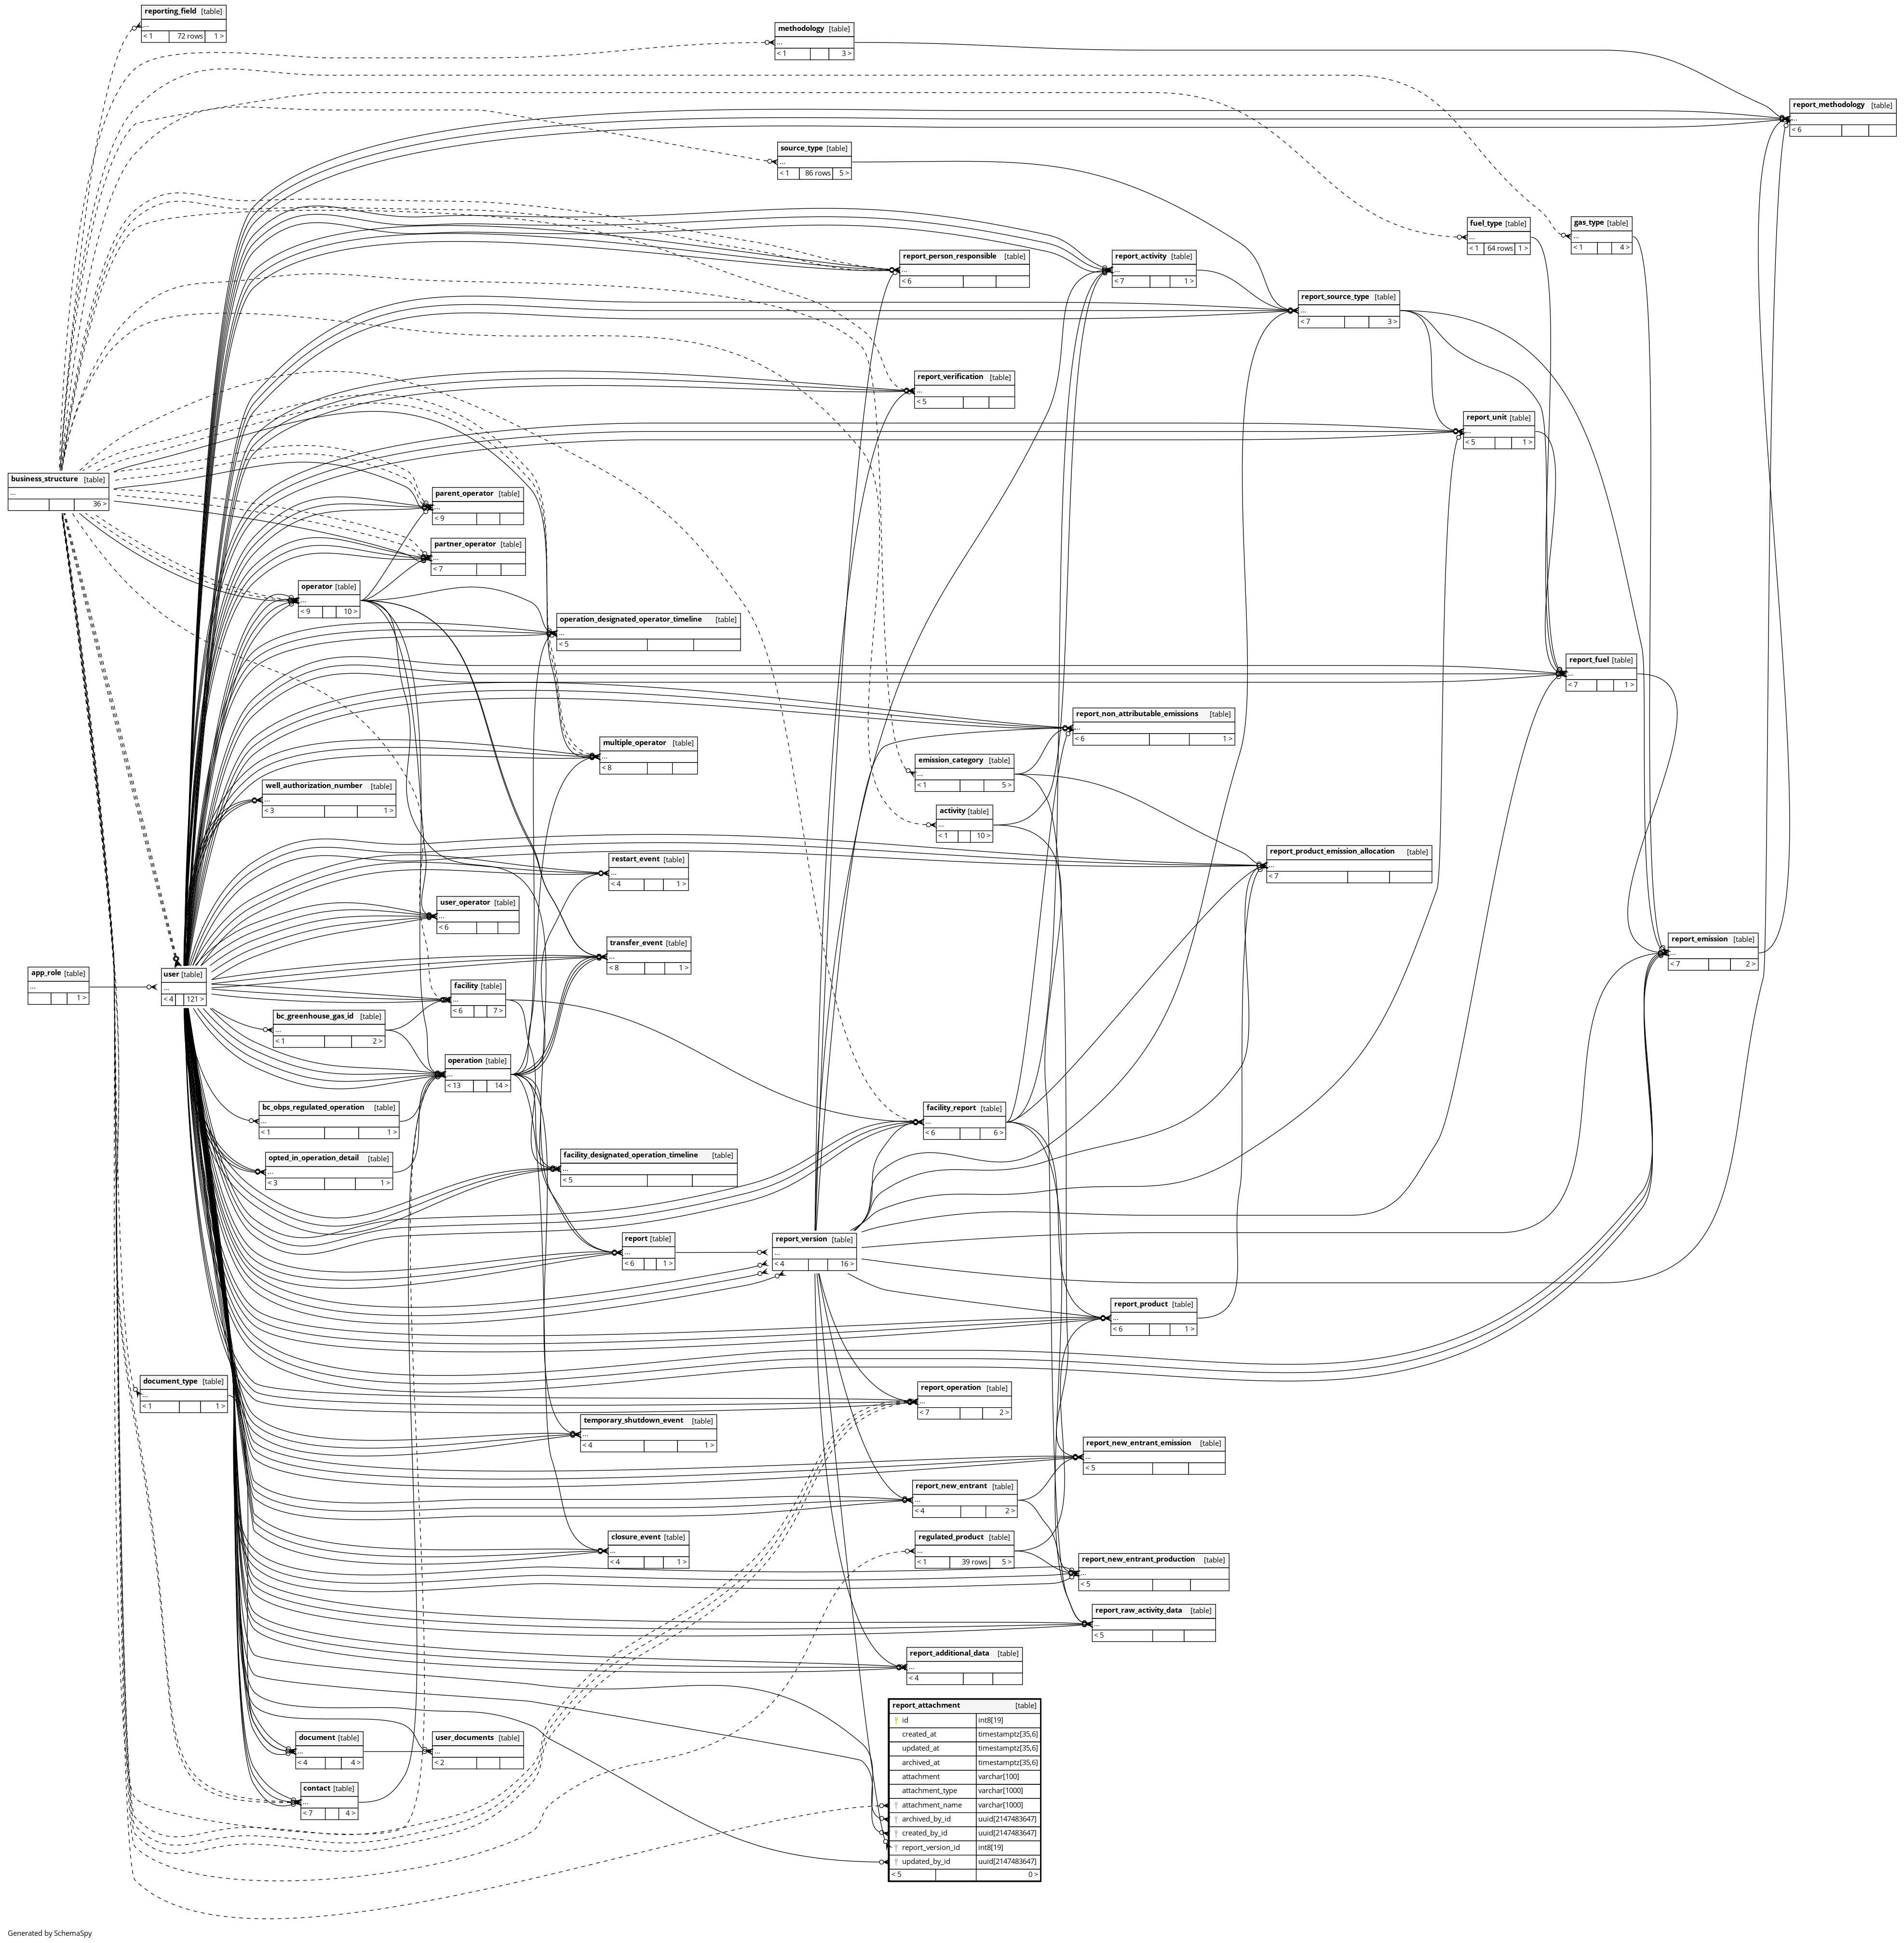 reporting_field [table]
...
< 1 72 rows 1 >
methodology [table]
...
< 1 3 >
report_methodology [table]
...
< 6
source_type [table]
...
< 1 86 rows 5 >
fuel_type [table]
...
< 1 64 rows 1 >
gas_type [table]
...
< 1 4 >
report_person_responsible [table]
...
< 6
report_activity [table]
...
< 7 1 >
report_source_type [table]
...
< 7 3 >
report_verification [table]
...
< 5
report_unit [table]
...
< 5 1 >
business_structure [table]
...
36 >
parent_operator [table]
...
< 9
partner_operator [table]
...
< 7
operator [table]
...
< 9 10 >
operation_designated_operator_timeline [table]
...
< 5
report_fuel [table]
...
< 7 1 >
report_non_attributable_emissions [table]
...
< 6 1 >
multiple_operator [table]
...
< 8
emission_category [table]
...
< 1 5 >
well_authorization_number [table]
...
< 3 1 >
activity [table]
...
< 1 10 >
restart_event [table]
...
< 4 1 >
report_product_emission_allocation [table]
...
< 7
user_operator [table]
...
< 6
transfer_event [table]
...
< 8 1 >
report_emission [table]
...
< 7 2 >
app_role [table]
...
1 >
user [table]
...
< 4 121 >
facility [table]
...
< 6 7 >
bc_greenhouse_gas_id [table]
...
< 1 2 >
operation [table]
...
< 13 14 >
bc_obps_regulated_operation [table]
...
< 1 1 >
facility_report [table]
...
< 6 6 >
opted_in_operation_detail [table]
...
< 3 1 >
facility_designated_operation_timeline [table]
...
< 5
report [table]
...
< 6 1 >
report_version [table]
...
< 4 16 >
report_product [table]
...
< 6 1 >
document_type [table]
...
< 1 1 >
report_operation [table]
...
< 7 2 >
temporary_shutdown_event [table]
...
< 4 1 >
report_new_entrant_emission [table]
...
< 5
report_new_entrant [table]
...
< 4 2 >
closure_event [table]
...
< 4 1 >
regulated_product [table]
...
< 1 39 rows 5 >
report_new_entrant_production [table]
...
< 5
report_raw_activity_data [table]
...
< 5
report_additional_data [table]
...
< 4
report_attachment [table]
id int8[19]
created_at timestamptz[35,6]
updated_at timestamptz[35,6]
archived_at timestamptz[35,6]
attachment varchar[100]
attachment_type varchar[1000]
attachment_name varchar[1000]
archived_by_id uuid[2147483647]
created_by_id uuid[2147483647]
report_version_id int8[19]
updated_by_id uuid[2147483647]
< 5 0 >
document [table]
...
< 4 4 >
user_documents [table]
...
< 2
contact [table]
...
< 7 4 >
Generated by SchemaSpy